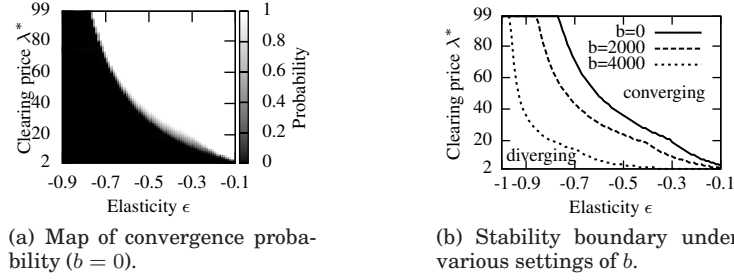 99
80
60
40
20
2
Clearing price λ*
-0.9 -0.7 -0.5 -0.3 -0.1
Elasticity ϵ
1
0.8
0.6
0.4
0.2
0
Probability
(a) Map of convergence proba-
bility (b = 0).
99
80
60
40
20
2
Clearing price λ*
b=0
b=2000
b=4000
converging
diverging
-1 -0.9 -0.7 -0.5 -0.3 -0.1
Elasticity ϵ
(b) Stability boundary under
various settings of b.